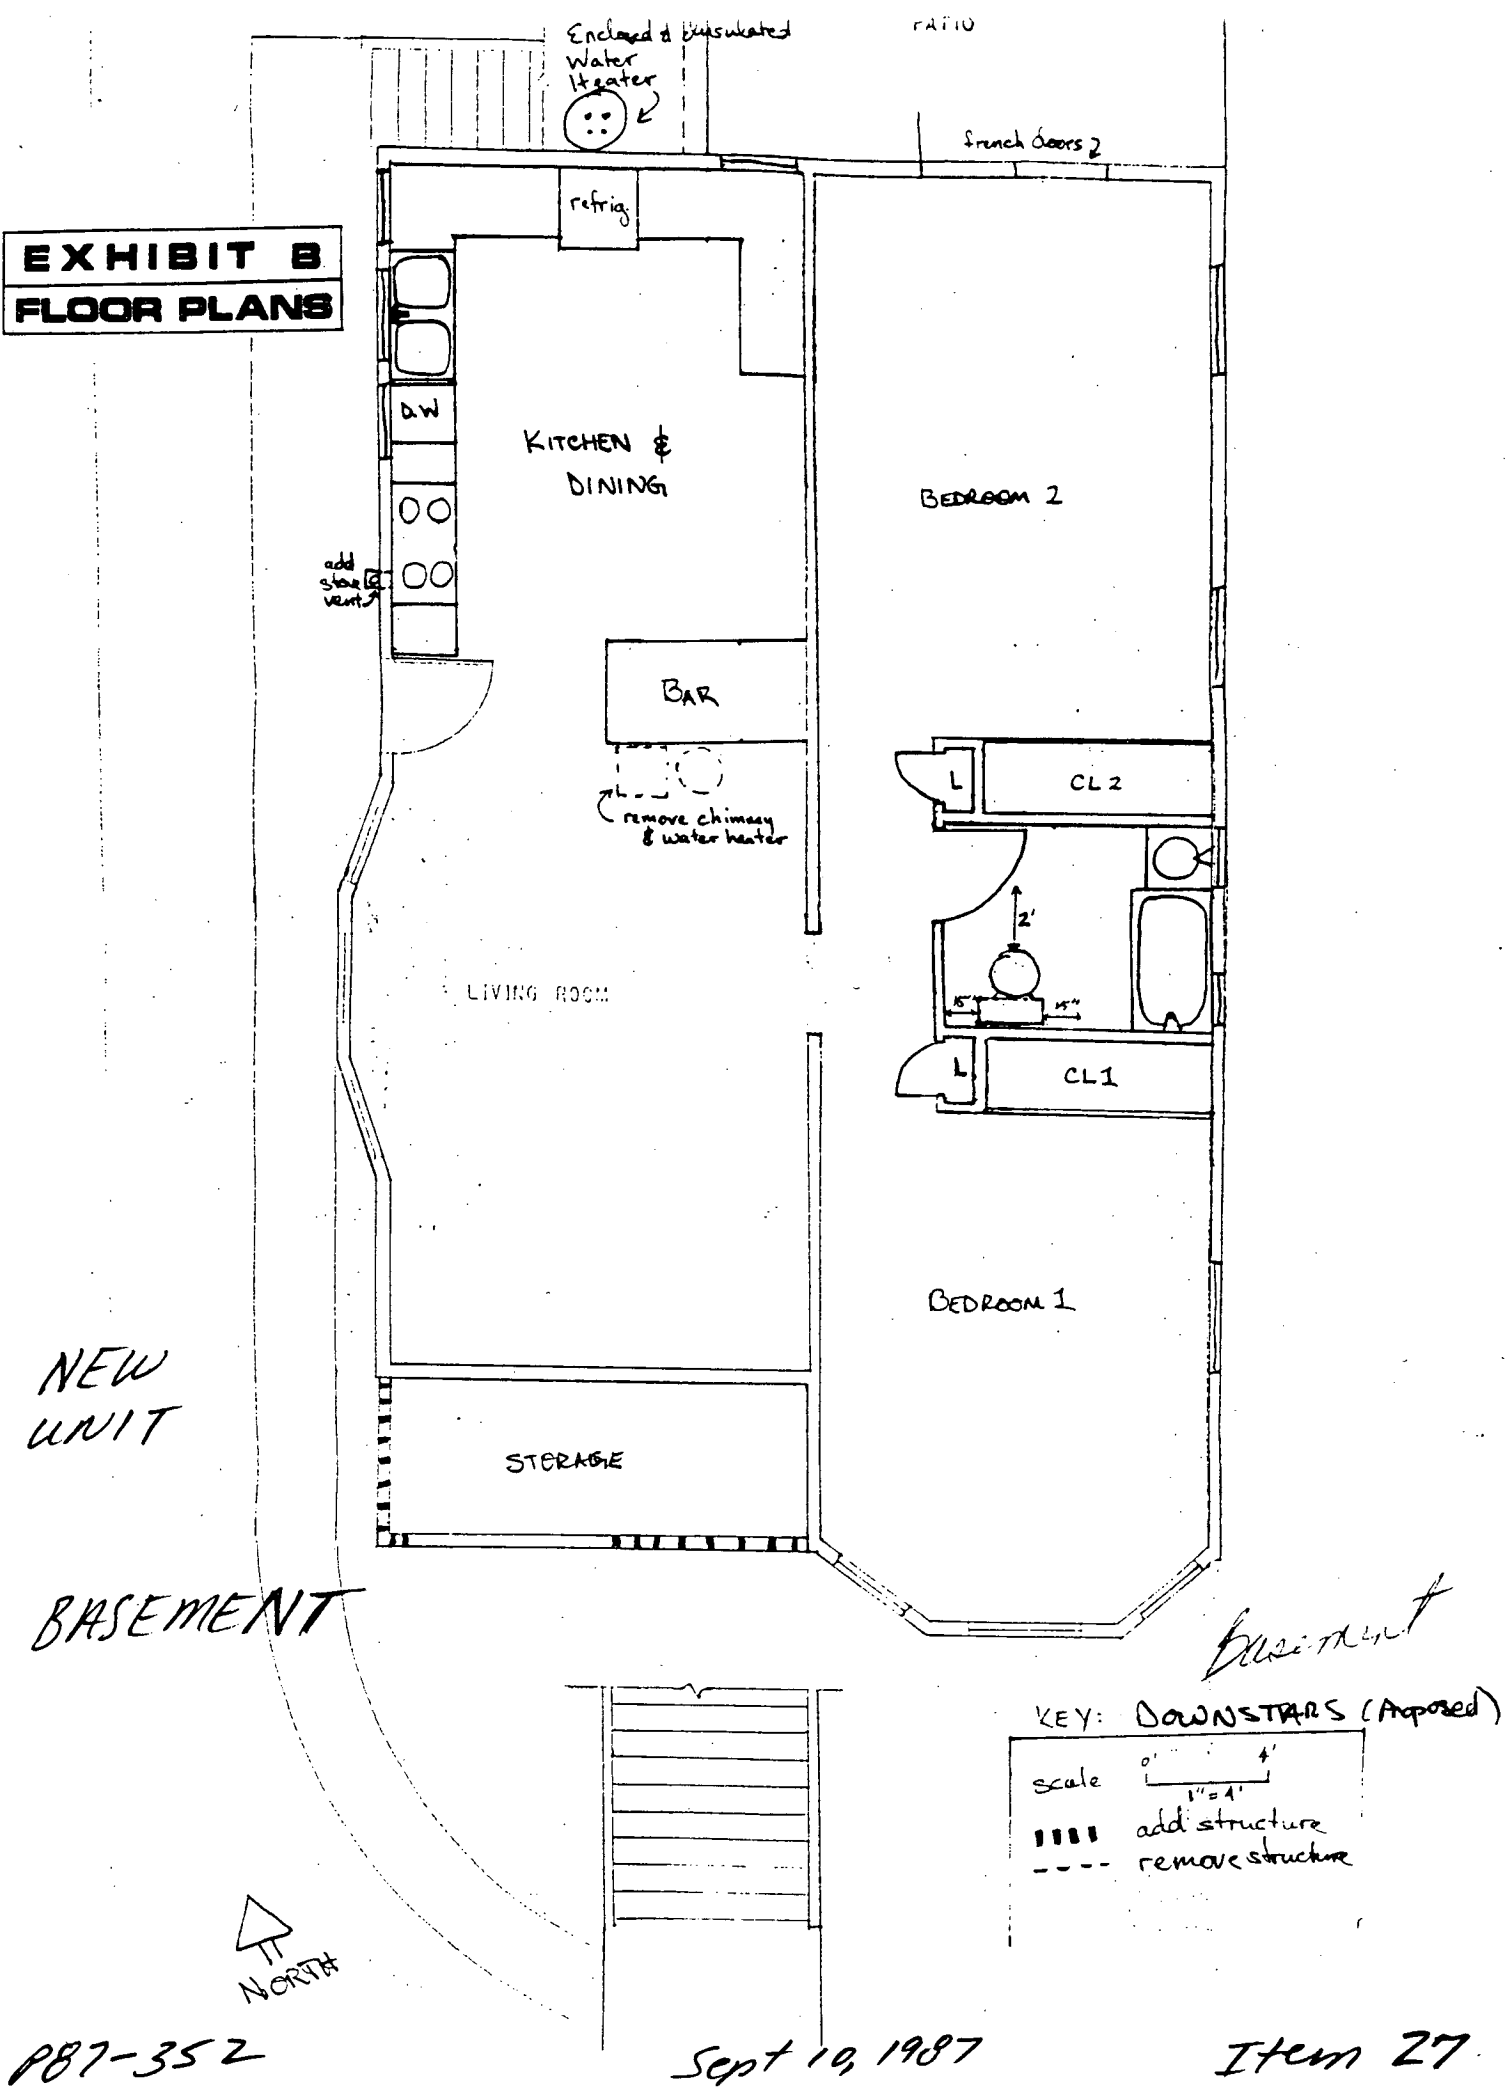 Enclosed & Insulated
Water
Heater
PATIO
french doors
refrig.
EXHIBIT B
FLOOR PLANS
D.W
KITCHEN &
DINING
BEDROOM 2
add
stove
vent
BAR
L
CL 2
remove chimney
& water heater
2'
LIVING ROOM
15"
15"
L
CL 1
BEDROOM 1
NEW
UNIT
STORAGE
BASEMENT
Basement
KEY: DOWNSTAIRS (Proposed)
scale
0'
4'
1"=4'
add structure
remove structure
NORTH
P87-352
Sept 10, 1987
Item 27